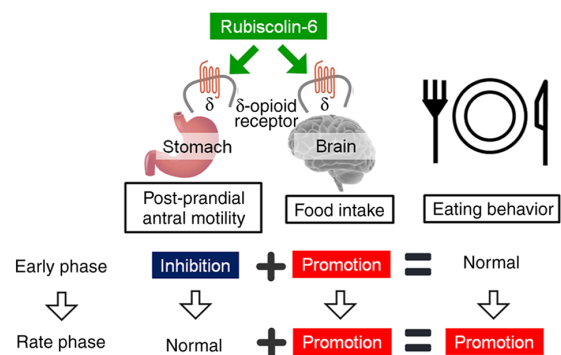 Rubiscolin-6
δ
δ-opioid
receptor
δ
Stomach
Brain
Post-prandial
antral motility
Food intake
Eating behavior
Early phase
Inhibition
+
Promotion
=
Normal
Rate phase
Normal
+
Promotion
=
Promotion